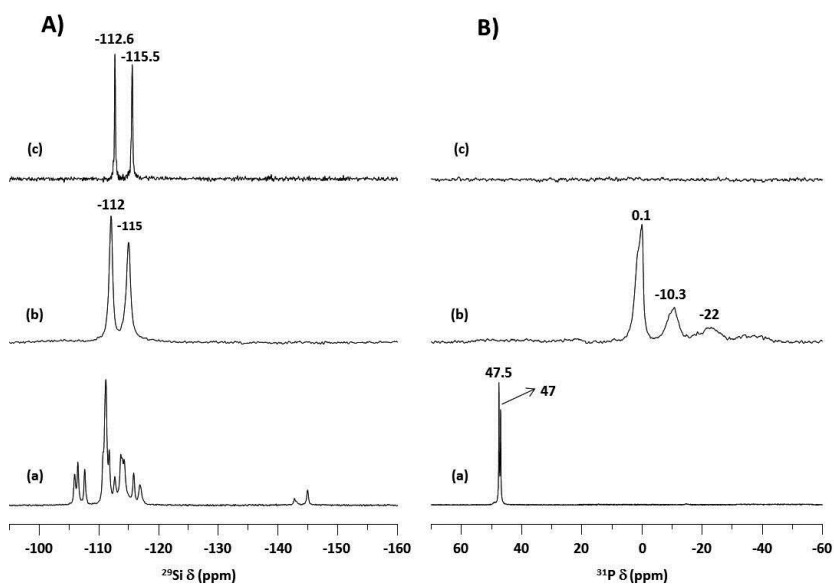 A)
-112.6
-115.5
(c)
-112
-115
(b)
(a)
-100 -110 -120 -130 -140 -150 -160
²⁹Si δ (ppm)
B)
(c)
0.1
-10.3
-22
(b)
47.5
47
(a)
60 40 20 0 -20 -40 -60
³¹P δ (ppm)